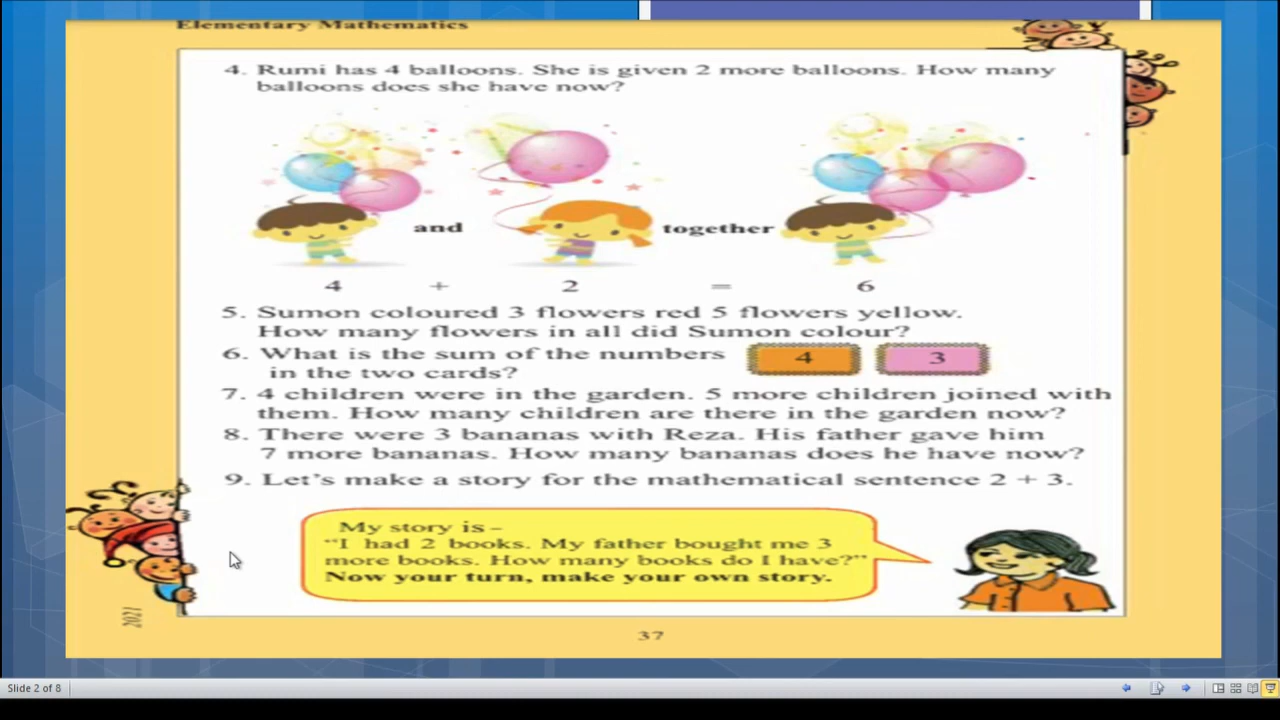 Elementary Mathematics
4. Rumi has 4 balloons. She is given 2 more balloons. How many
balloons does she have now?
and together
4 + 2 = 6
5. Sumon coloured 3 flowers red 5 flowers yellow.
How many flowers in all did Sumon colour?
6. What is the sum of the numbers
in the two cards?
4 3
7. 4 children were in the garden. 5 more children joined with
them. How many children are there in the garden now?
8. There were 3 bananas with Reza. His father gave him
7 more bananas. How many bananas does he have now?
9. Let's make a story for the mathematical sentence 2 + 3.
My story is –
"I had 2 books. My father bought me 3
more books. How many books do I have?"
Now your turn, make your own story.
2021
37
Slide 2 of 8